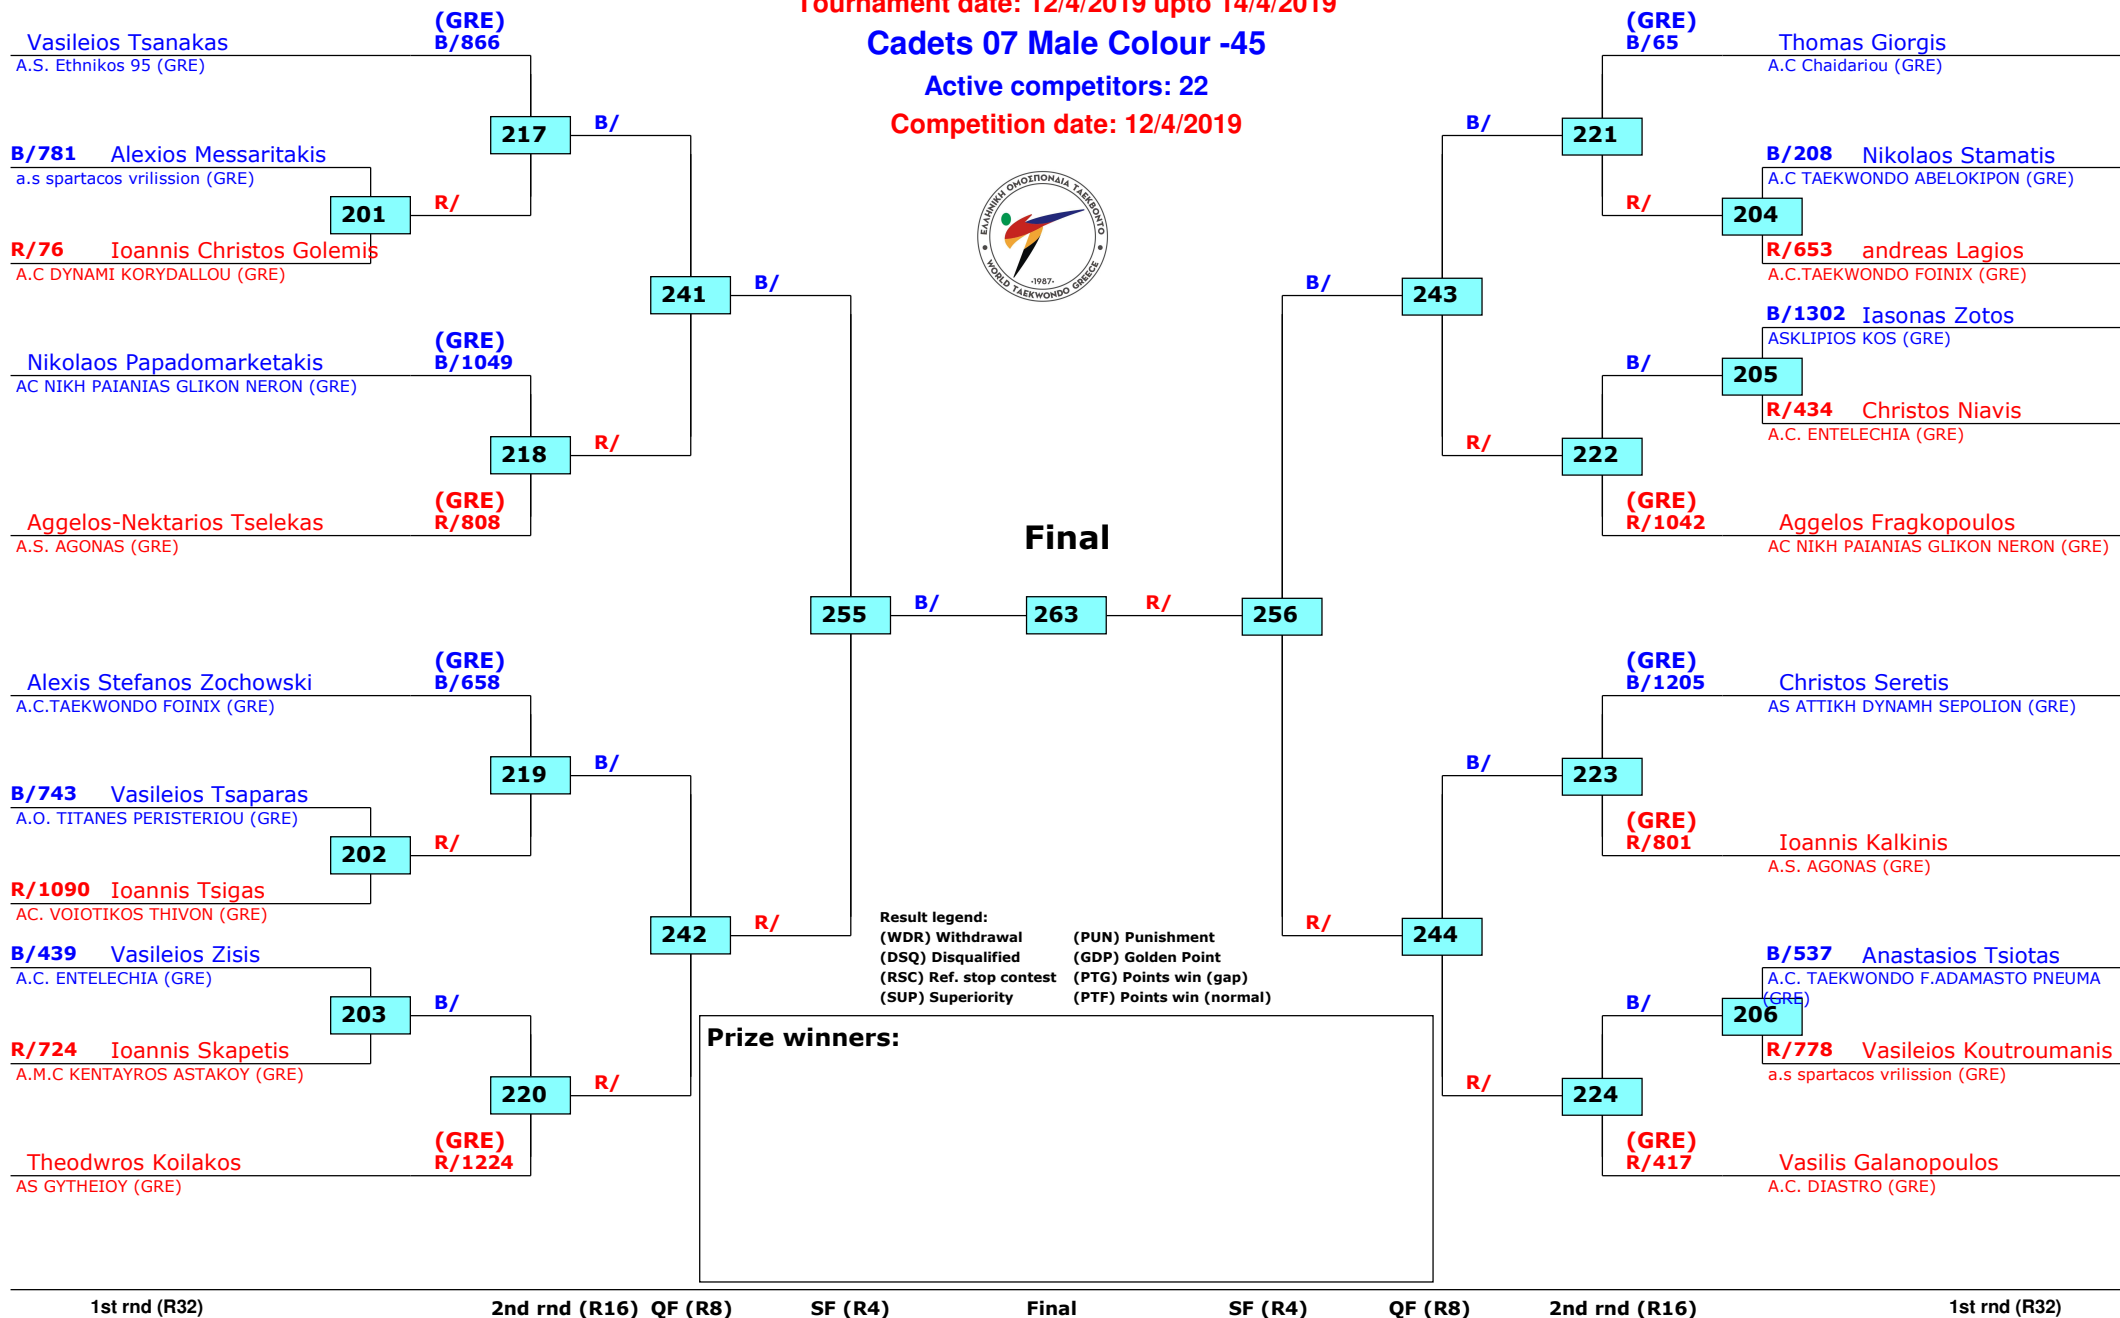 Tournament date: 12/4/2019 upto 14/4/2019
Cadets 07 Male Colour -45
Active competitors: 22
Competition date: 12/4/2019
ΕΛΛΗΝΙΚΗ ΟΜΟΣΠΟΝΔΙΑ ΤΑΕΚΒΟΝΤΟ
·1987·
WORLD TAEKWONDO GREECE
(GRE)
Vasileios Tsanakas B/866
A.S. Ethnikos 95 (GRE)
217 B/
B/781 Alexios Messaritakis
a.s spartacos vrilission (GRE)
201 R/
R/76 Ioannis Christos Golemis
A.C DYNAMI KORYDALLOU (GRE)
241 B/
(GRE)
Nikolaos Papadomarketakis B/1049
AC NIKH PAIANIAS GLIKON NERON (GRE)
218 R/
(GRE)
Aggelos-Nektarios Tselekas R/808
A.S. AGONAS (GRE)
255 B/
(GRE)
Alexis Stefanos Zochowski B/658
A.C.TAEKWONDO FOINIX (GRE)
219 B/
B/743 Vasileios Tsaparas
A.O. TITANES PERISTERIOU (GRE)
202 R/
R/1090 Ioannis Tsigas
AC. VOIOTIKOS THIVON (GRE)
242 R/
B/439 Vasileios Zisis
A.C. ENTELECHIA (GRE)
203 B/
R/724 Ioannis Skapetis
A.M.C KENTAYROS ASTAKOY (GRE)
220 R/
(GRE)
Theodwros Koilakos R/1224
AS GYTHEIOY (GRE)
Final
263
(GRE)
B/65 Thomas Giorgis
A.C Chaidariou (GRE)
B/ 221
B/208 Nikolaos Stamatis
A.C TAEKWONDO ABELOKIPON (GRE)
R/ 204
R/653 andreas Lagios
A.C.TAEKWONDO FOINIX (GRE)
B/ 243
B/1302 Iasonas Zotos
ASKLIPIOS KOS (GRE)
B/ 205
R/434 Christos Niavis
A.C. ENTELECHIA (GRE)
R/ 222
(GRE)
R/1042 Aggelos Fragkopoulos
AC NIKH PAIANIAS GLIKON NERON (GRE)
R/ 256
(GRE)
B/1205 Christos Seretis
AS ATTIKH DYNAMH SEPOLION (GRE)
B/ 223
(GRE)
R/801 Ioannis Kalkinis
A.S. AGONAS (GRE)
R/ 244
B/537 Anastasios Tsiotas
A.C. TAEKWONDO F.ADAMASTO PNEUMA
(GRE)
B/ 206
R/778 Vasileios Koutroumanis
a.s spartacos vrilission (GRE)
R/ 224
(GRE)
R/417 Vasilis Galanopoulos
A.C. DIASTRO (GRE)
Result legend:
(WDR) Withdrawal (PUN) Punishment
(DSQ) Disqualified (GDP) Golden Point
(RSC) Ref. stop contest (PTG) Points win (gap)
(SUP) Superiority (PTF) Points win (normal)
Prize winners:
1st rnd (R32) 2nd rnd (R16) QF (R8) SF (R4) Final SF (R4) QF (R8) 2nd rnd (R16) 1st rnd (R32)